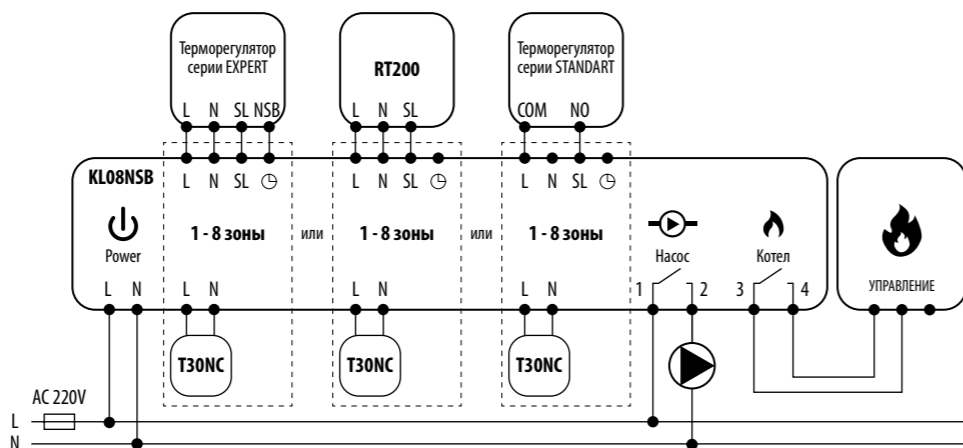 Терморегулятор
серии EXPERT
RT200
Терморегулятор
серии STANDART
L N SL NSB
L N SL
COM NO
KL08NSB
L N SL
L N SL
L N SL
Power
1 - 8 зоны
или
1 - 8 зоны
или
1 - 8 зоны
Насос
Котел
УПРАВЛЕНИЕ
L N
L N
L N
L N
1 2
3 4
T30NC
T30NC
T30NC
AC 220V
L
N